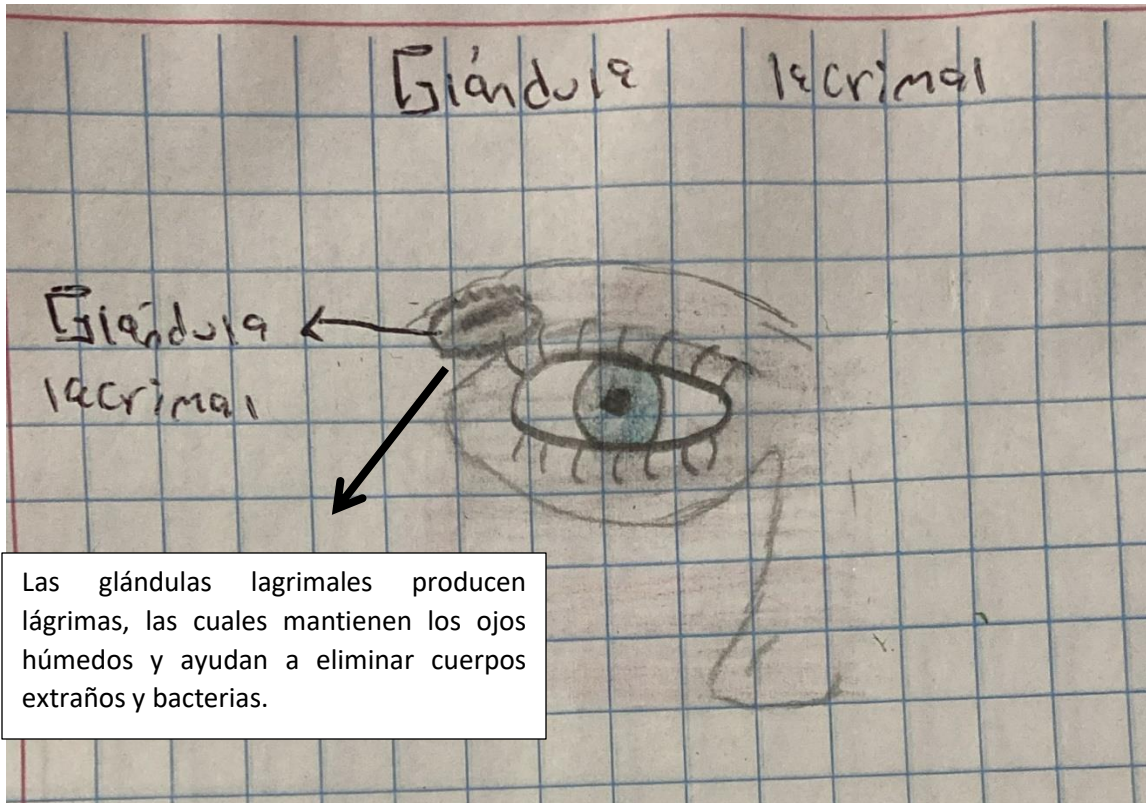 Glándula lacrimal
Glándula
lacrimal
Las glándulas lagrimales producen
lágrimas, las cuales mantienen los ojos
húmedos y ayudan a eliminar cuerpos
extraños y bacterias.